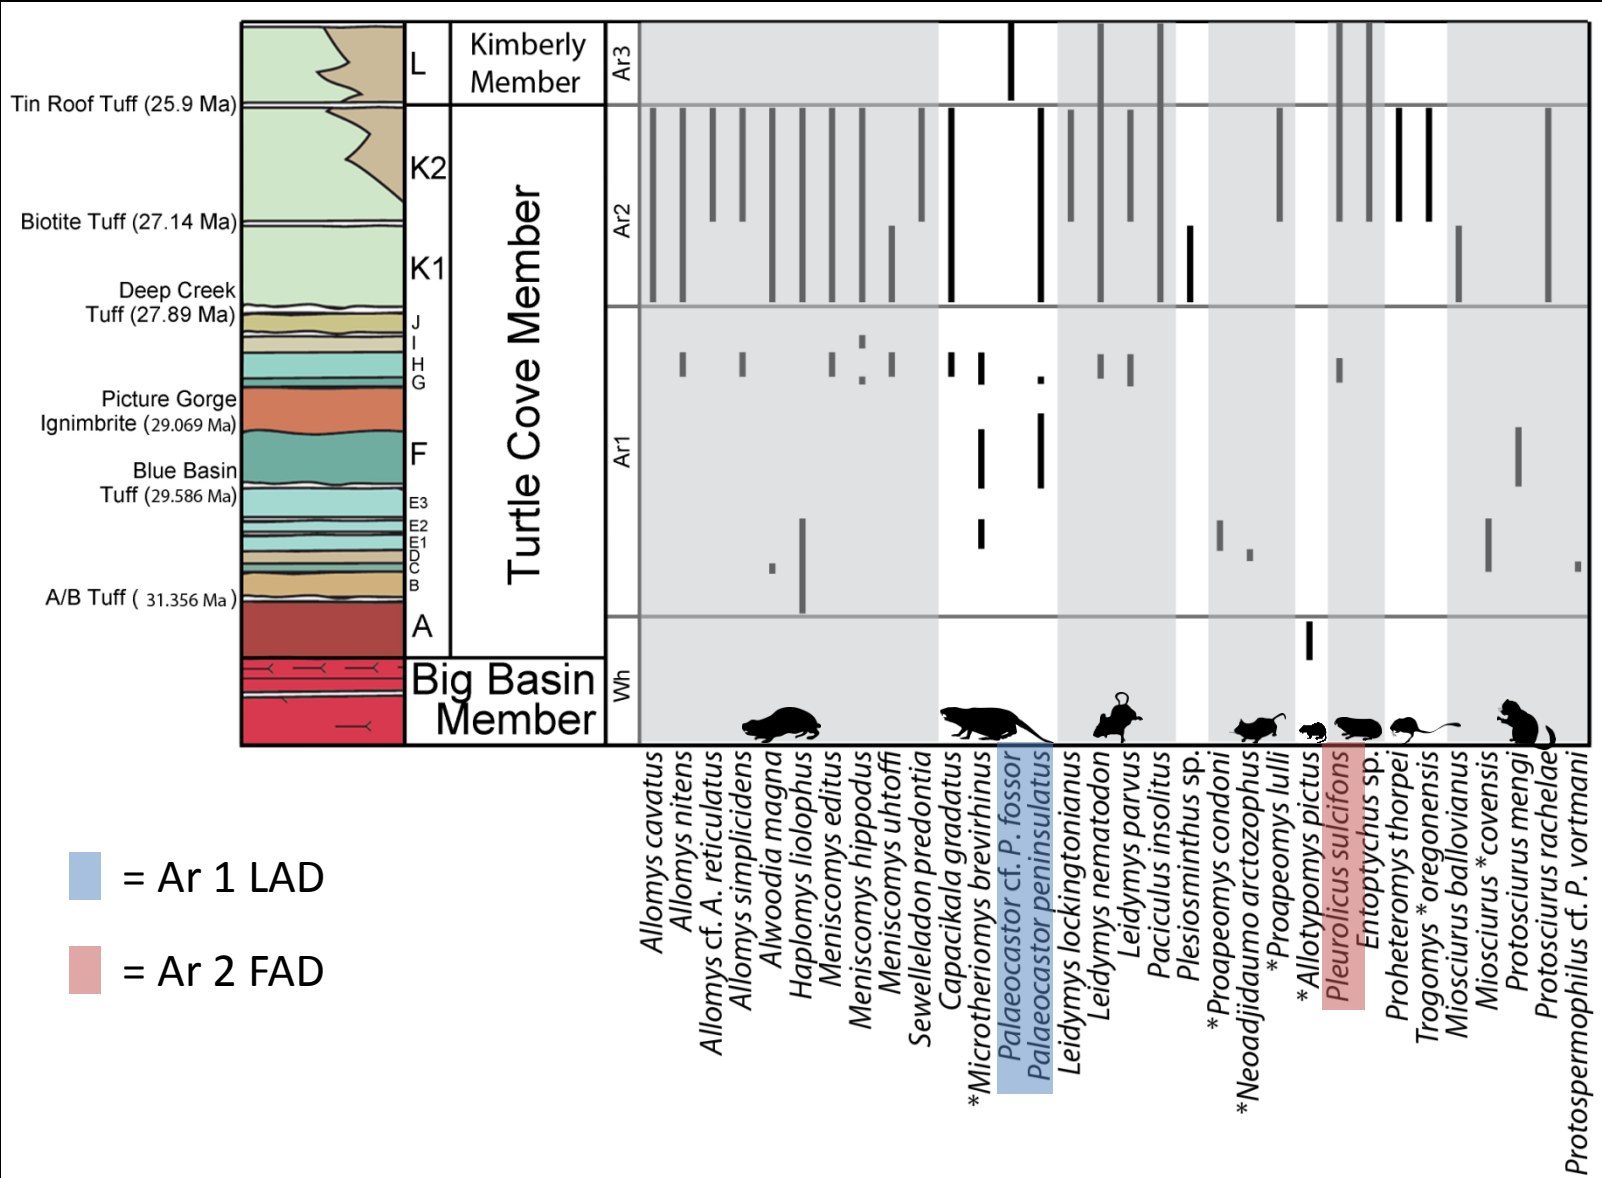 Tin Roof Tuff (25.9 Ma)
Biotite Tuff (27.14 Ma)
Deep Creek
Tuff (27.89 Ma)
Picture Gorge
Ignimbrite (29.069 Ma)
Blue Basin
Tuff (29.586 Ma)
A/B Tuff ( 31.356 Ma )
L
K2
K1
J
I
H
G
F
E3
E2
E1
D
C
B
A
Kimberly
Member
Turtle Cove Member
Big Basin
Member
Ar3
Ar2
Ar1
Wh
Allomys cavatus
Allomys nitens
Allomys cf. A. reticulatus
Allomys simplicidens
Alwoodia magna
Haplomys liolophus
Meniscomys editus
Meniscomys hippodus
Meniscomys uhtoffi
Sewelleladon predontia
Capacikala gradatus
*Microtheriomys brevirhinus
Palaeocastor cf. P. fossor
Palaeocastor peninsulatus
Leidymys lockingtonianus
Leidymys nematodon
Leidymys parvus
Paciculus insolitus
Plesiosminthus sp.
*Proapeomys condoni
*Neoadjidaumo arctozophus
*Proapeomys lulli
*Allotypomys pictus
Pleurolicus sulcifons
Entoptychus sp.
Proheteromys thorpei
Trogomys *oregonensis
Miosciurus ballovianus
Miosciurus *covensis
Protosciurus mengi
Protosciurus rachelae
Protospermophilus cf. P. vortmani
= Ar 1 LAD
= Ar 2 FAD